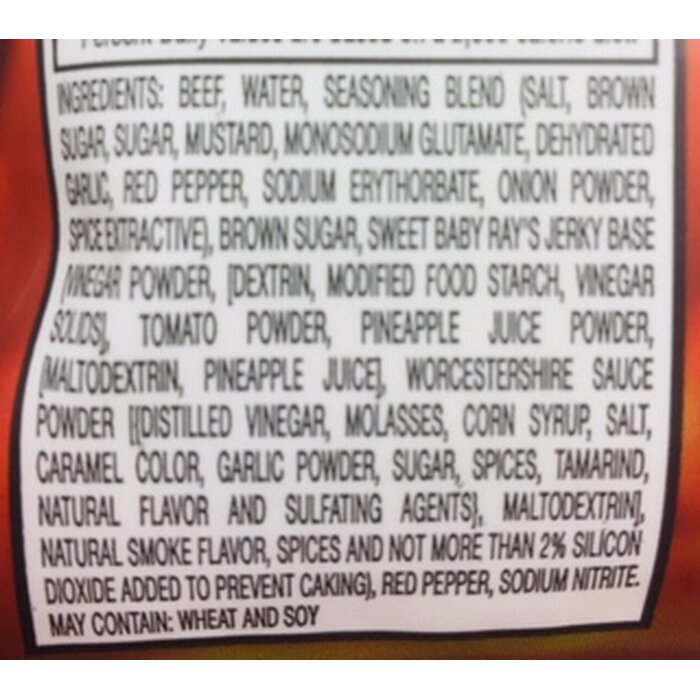 INGREDIENTS: BEEF, WATER, SEASONING BLEND (SALT, BROWN
SUGAR, SUGAR, MUSTARD, MONOSODIUM GLUTAMATE, DEHYDRATED
GARLIC, RED PEPPER, SODIUM ERYTHORBATE, ONION POWDER,
SPICE EXTRACTIVE), BROWN SUGAR, SWEET BABY RAY'S JERKY BASE
[VINEGAR POWDER, [DEXTRIN, MODIFIED FOOD STARCH, VINEGAR
SOLIDS], TOMATO POWDER, PINEAPPLE JUICE POWDER,
[MALTODEXTRIN, PINEAPPLE JUICE], WORCESTERSHIRE SAUCE
POWDER [(DISTILLED VINEGAR, MOLASSES, CORN SYRUP, SALT,
CARAMEL COLOR, GARLIC POWDER, SUGAR, SPICES, TAMARIND,
NATURAL FLAVOR AND SULFATING AGENTS), MALTODEXTRIN],
NATURAL SMOKE FLAVOR, SPICES AND NOT MORE THAN 2% SILICON
DIOXIDE ADDED TO PREVENT CAKING), RED PEPPER, SODIUM NITRITE.
MAY CONTAIN: WHEAT AND SOY